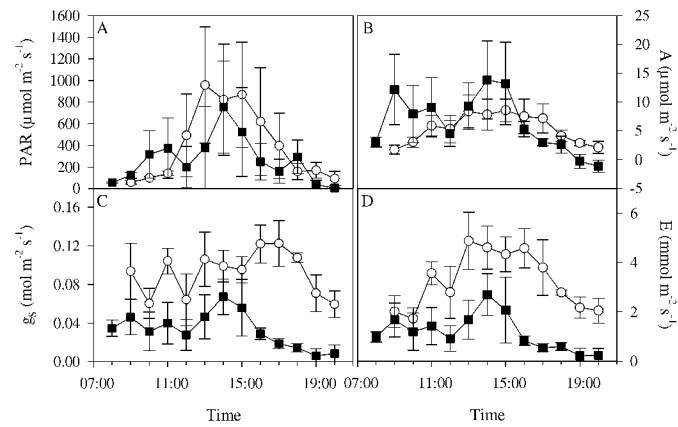 A
B
1600
1400
1200
1000
800
600
400
200
0
PAR (µmol m⁻² s⁻¹)
25
20
15
10
5
0
-5
A (µmol m⁻² s⁻¹)
C
D
0.16
0.12
0.08
0.04
0.00
gs (mol m⁻² s⁻¹)
6
4
2
0
E (mmol m⁻² s⁻¹)
07:00 11:00 15:00 19:00
07:00 11:00 15:00 19:00
Time
Time